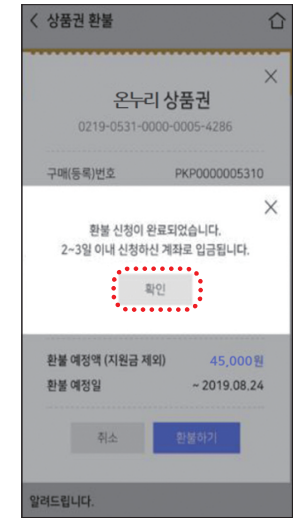 상품권 환불
온누리 상품권
0219-0531-0000-0005-4286
구매(등록)번호 PKP0000005310
환불 신청이 완료되었습니다.
2~3일 이내 신청하신 계좌로 입금됩니다.
확인
환불 예정액 (지원금 제외) 45,000원
환불 예정일 ~ 2019.08.24
취소 환불하기
알려드립니다.